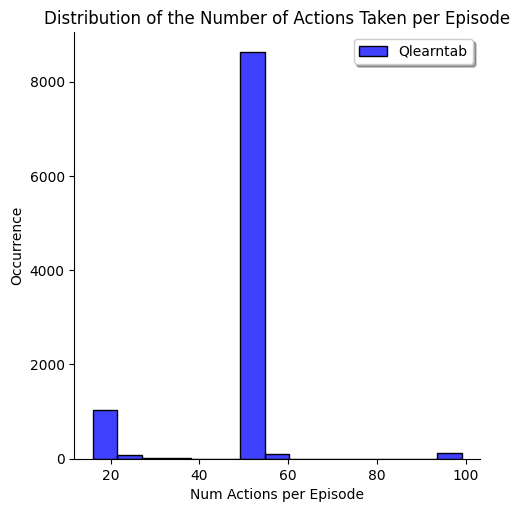 Distribution of the Number of Actions Taken per Episode
Qlearntab
8000
6000
4000
2000
0
Occurrence
20 40 60 80 100
Num Actions per Episode